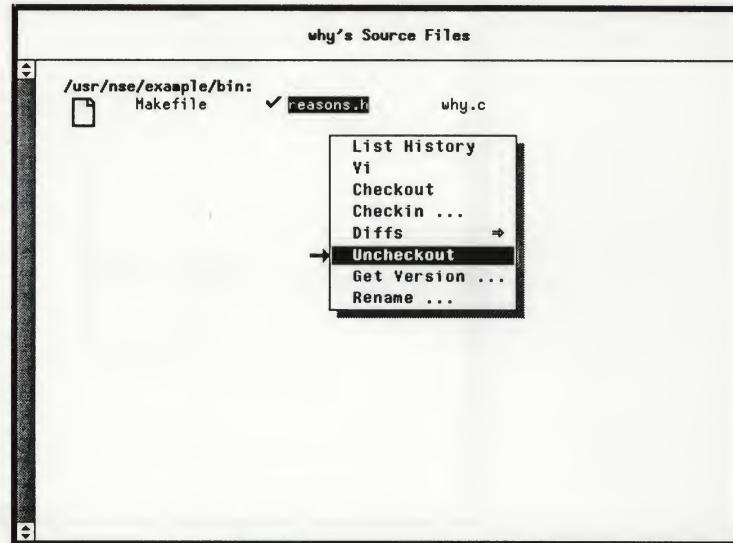 why's Source Files
/usr/nse/example/bin:
Makefile ✓ reasons.h why.c
List History
Vi
Checkout
Checkin ...
Diffs ⇒
→ Uncheckout
Get Version ...
Rename ...